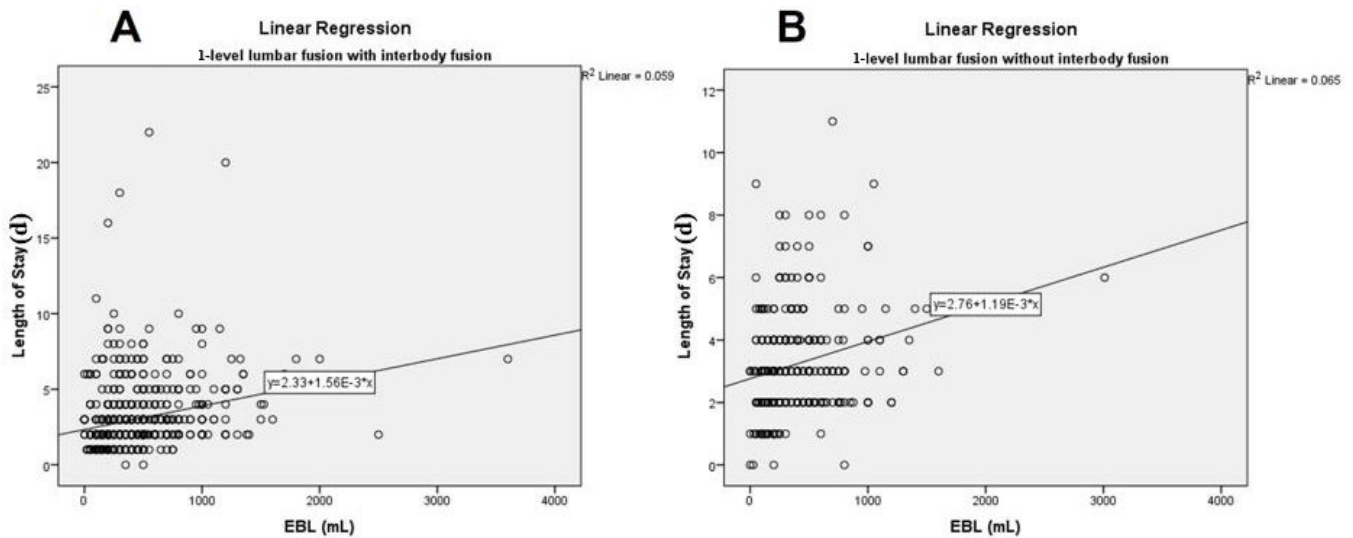 A
Linear Regression
1-level lumbar fusion with interbody fusion
R² Linear = 0.059
25
20
15
10
5
0
Length of Stay(d)
y=2.33+1.56E-3*x
0 1000 2000 3000 4000
EBL (mL)
B
Linear Regression
1-level lumbar fusion without interbody fusion
R² Linear = 0.065
12
10
8
6
4
2
0
Length of Stay(d)
y=2.76+1.19E-3*x
0 1000 2000 3000 4000
EBL (mL)